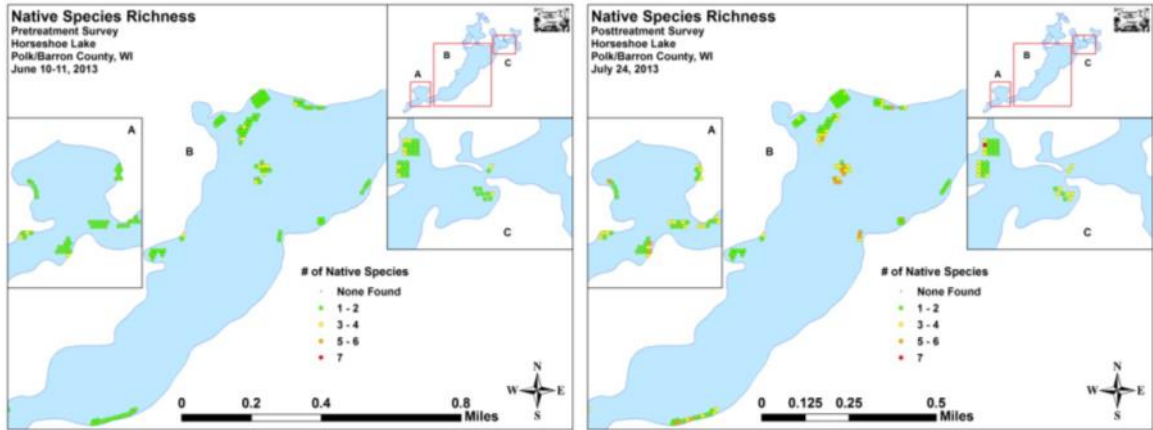 Native Species Richness
Pretreatment Survey
Horseshoe Lake
Polk/Barron County, WI
June 10-11, 2013
A
B
C
A
B
C
# of Native Species
None Found
1 - 2
3 - 4
5 - 6
7
N
W E
S
0 0.2 0.4 0.8
Miles
Native Species Richness
Posttreatment Survey
Horseshoe Lake
Polk/Barron County, WI
July 24, 2013
A
B
C
A
B
C
# of Native Species
None Found
1 - 2
3 - 4
5 - 6
7
N
W E
S
0 0.125 0.25 0.5
Miles